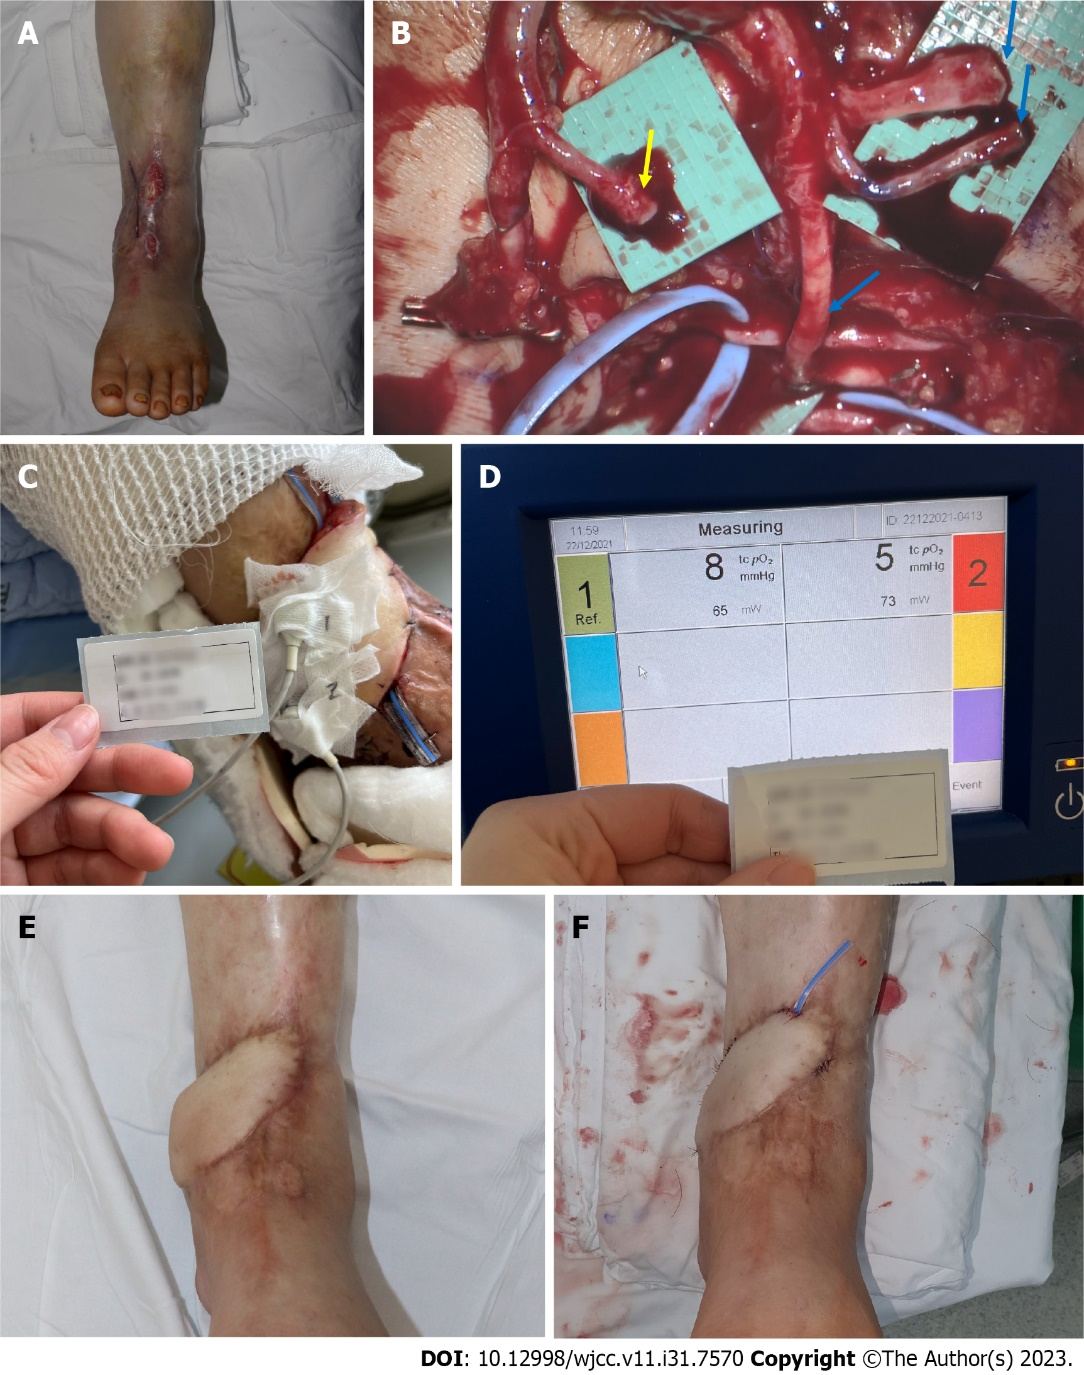 A
B
C
1
2
D
11:59
22/12/2021
Measuring
ID: 22122021-0413
1
Ref.
8
tc pO₂
mmHg
65 mW
5
tc pO₂
mmHg
73 mW
2
Event
E
F
DOI: 10.12998/wjcc.v11.i31.7570 Copyright ©The Author(s) 2023.